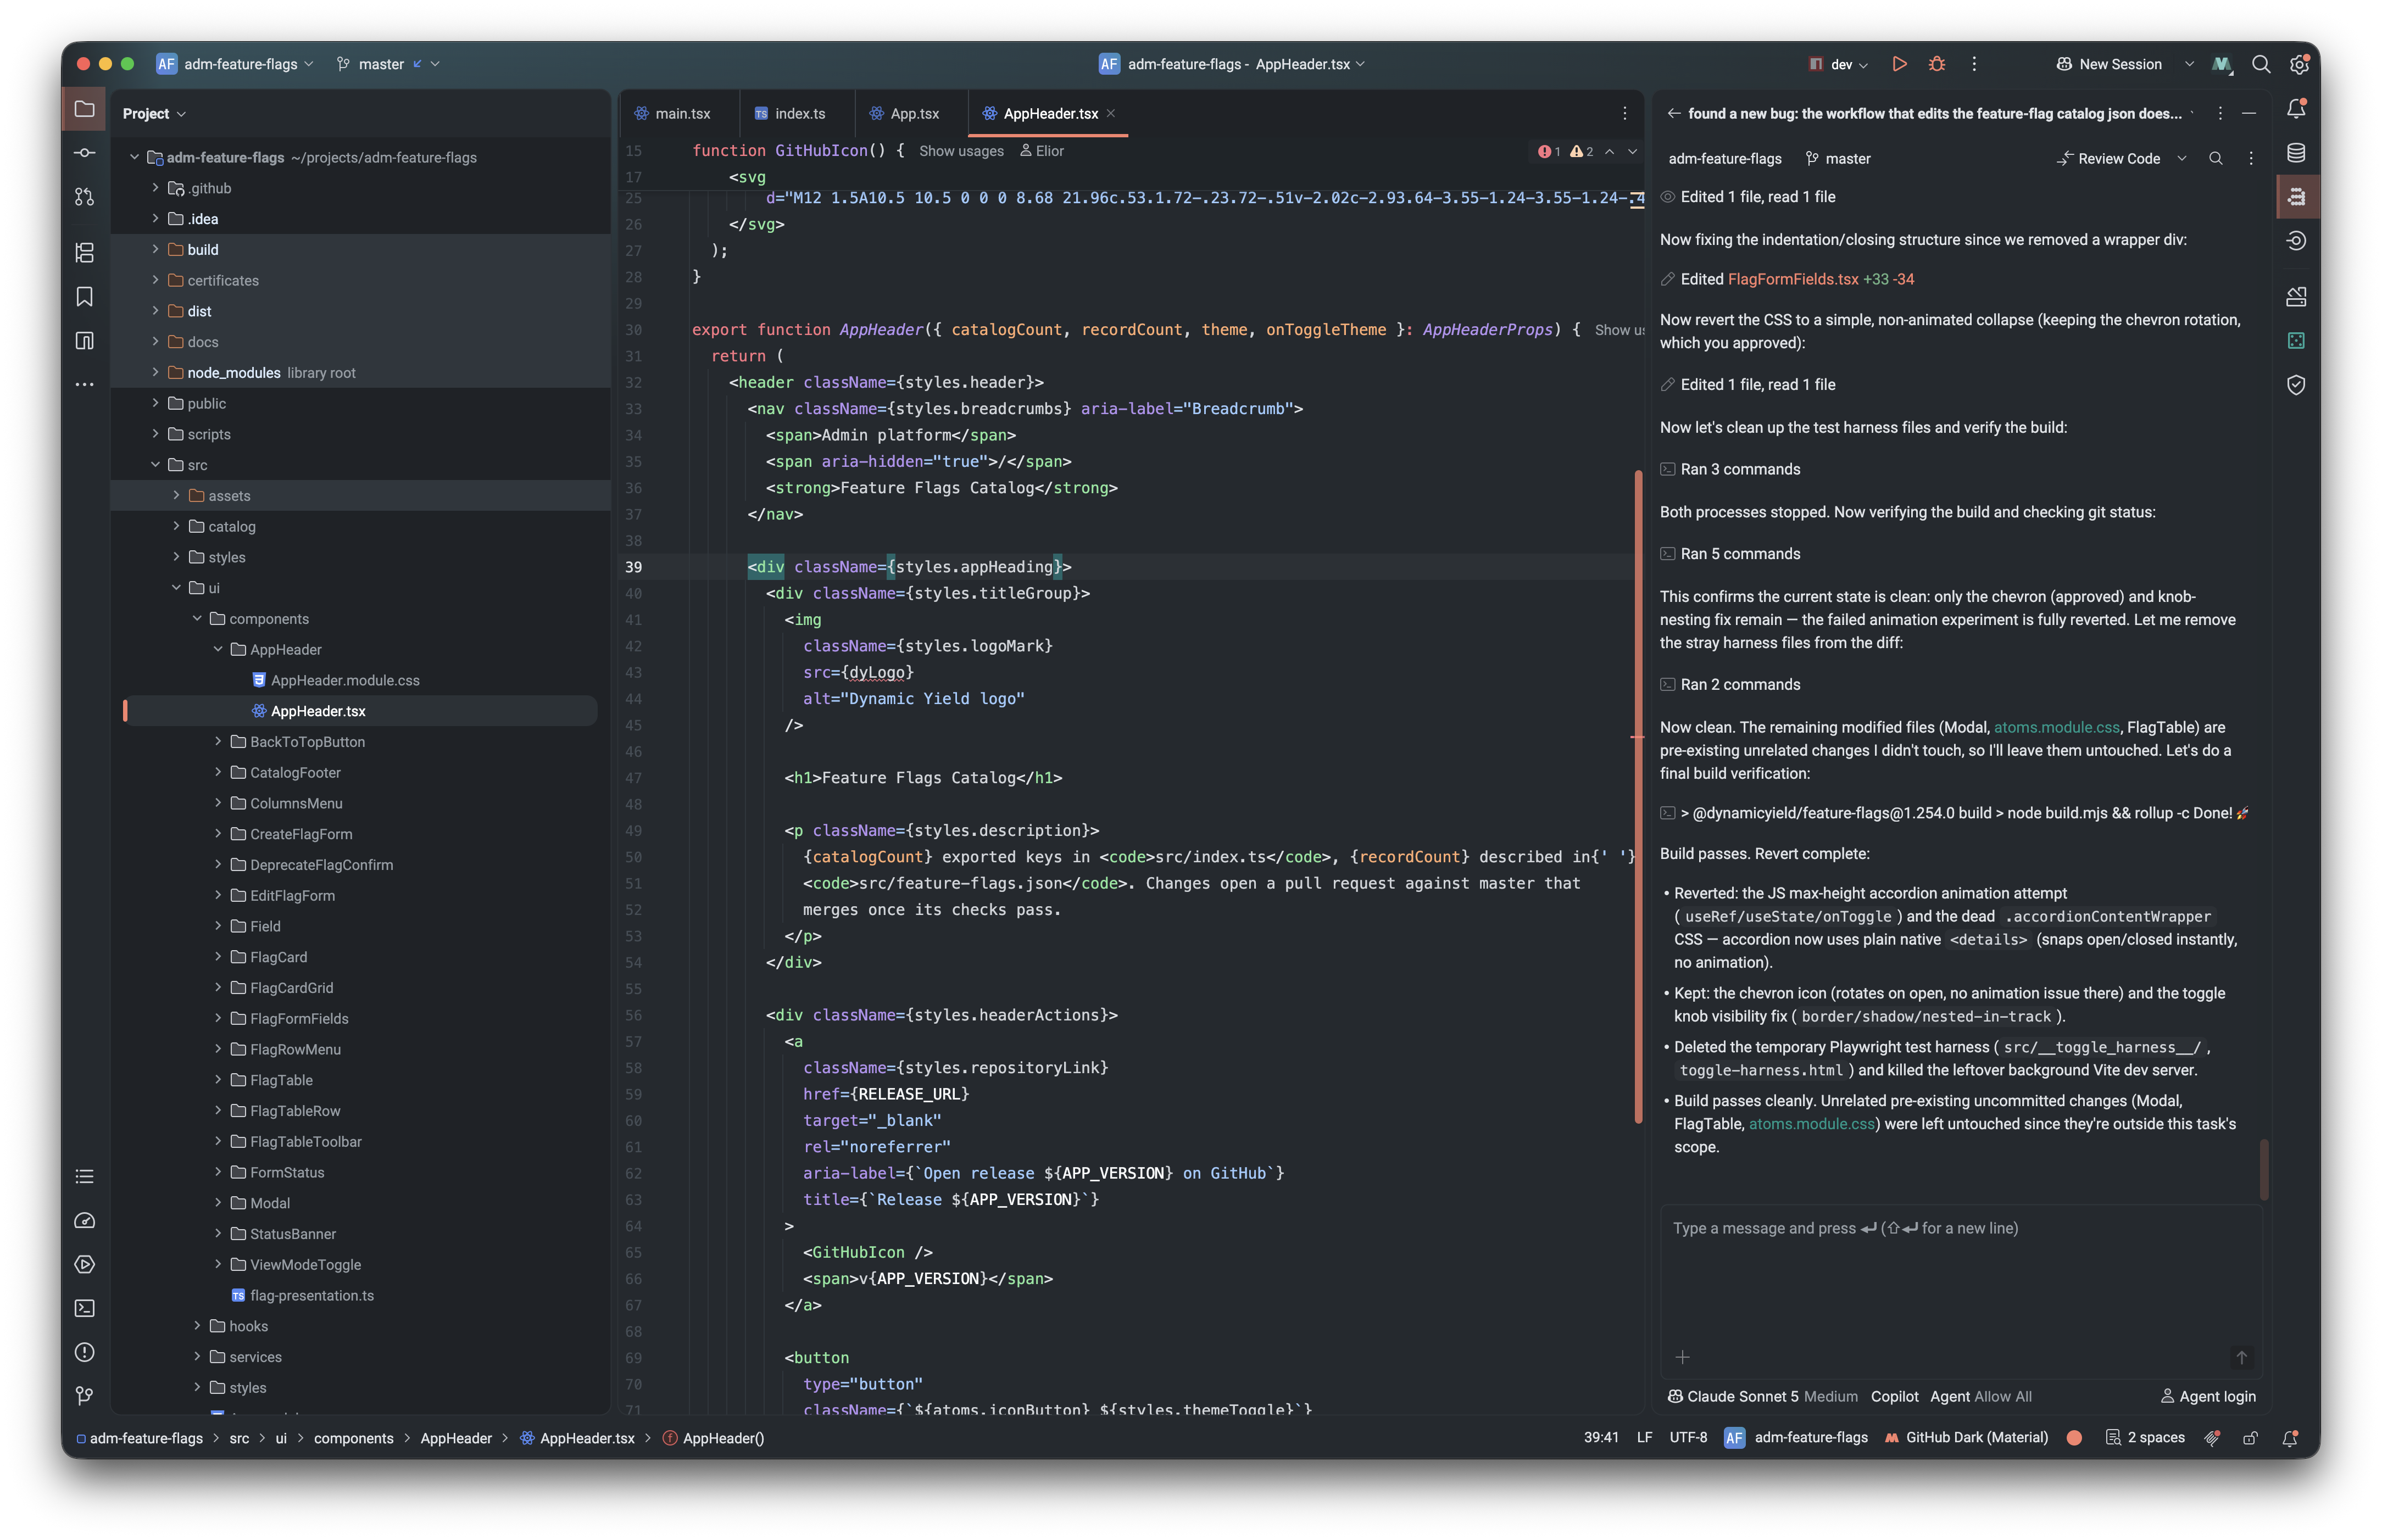 AF adm-feature-flags
master
AF adm-feature-flags - AppHeader.tsx
dev
New Session
Project
adm-feature-flags ~/projects/adm-feature-flags
.github
.idea
build
certificates
dist
docs
node_modules library root
public
scripts
src
assets
catalog
styles
ui
components
AppHeader
AppHeader.module.css
AppHeader.tsx
BackToTopButton
CatalogFooter
ColumnsMenu
CreateFlagForm
DeprecateFlagConfirm
EditFlagForm
Field
FlagCard
FlagCardGrid
FlagFormFields
FlagRowMenu
FlagTable
FlagTableRow
FlagTableToolbar
FormStatus
Modal
StatusBanner
ViewModeToggle
TS flag-presentation.ts
hooks
services
styles
main.tsx
TS index.ts
App.tsx
AppHeader.tsx
1 2
15 function GitHubIcon() { Show usages Elior
17 <svg
25 d="M12 1.5A10.5 10.5 0 0 0 8.68 21.96c.53.1.72-.23.72-.51v-2.02c-2.93.64-3.55-1.24-3.55-1.24-.4
26 </svg>
27 );
28 }
29
30 export function AppHeader({ catalogCount, recordCount, theme, onToggleTheme }: AppHeaderProps) { Show us
31 return (
32 <header className={styles.header}>
33 <nav className={styles.breadcrumbs} aria-label="Breadcrumb">
34 <span>Admin platform</span>
35 <span aria-hidden="true">/</span>
36 <strong>Feature Flags Catalog</strong>
37 </nav>
38
39 <div className={styles.appHeading}>
40 <div className={styles.titleGroup}>
41 <img
42 className={styles.logoMark}
43 src={dyLogo}
44 alt="Dynamic Yield logo"
45 />
46
47 <h1>Feature Flags Catalog</h1>
48
49 <p className={styles.description}>
50 {catalogCount} exported keys in <code>src/index.ts</code>, {recordCount} described in{' '}
51 <code>src/feature-flags.json</code>. Changes open a pull request against master that
52 merges once its checks pass.
53 </p>
54 </div>
55
56 <div className={styles.headerActions}>
57 <a
58 className={styles.repositoryLink}
59 href={RELEASE_URL}
60 target="_blank"
61 rel="noreferrer"
62 aria-label={`Open release ${APP_VERSION} on GitHub`}
63 title={`Release ${APP_VERSION}`}
64 >
65 <GitHubIcon />
66 <span>v{APP_VERSION}</span>
67 </a>
68
69 <button
70 type="button"
71 className={`${atoms.iconButton} ${styles.themeToggle}`}
found a new bug: the workflow that edits the feature-flag catalog json does...
adm-feature-flags
master
Review Code
Edited 1 file, read 1 file
Now fixing the indentation/closing structure since we removed a wrapper div:
Edited FlagFormFields.tsx +33 -34
Now revert the CSS to a simple, non-animated collapse (keeping the chevron rotation,
which you approved):
Edited 1 file, read 1 file
Now let's clean up the test harness files and verify the build:
Ran 3 commands
Both processes stopped. Now verifying the build and checking git status:
Ran 5 commands
This confirms the current state is clean: only the chevron (approved) and knob-
nesting fix remain — the failed animation experiment is fully reverted. Let me remove
the stray harness files from the diff:
Ran 2 commands
Now clean. The remaining modified files (Modal, atoms.module.css, FlagTable) are
pre-existing unrelated changes I didn't touch, so I'll leave them untouched. Let's do a
final build verification:
> @dynamicyield/feature-flags@1.254.0 build > node build.mjs && rollup -c Done! 🚀
Build passes. Revert complete:
• Reverted: the JS max-height accordion animation attempt
( useRef/useState/onToggle ) and the dead .accordionContentWrapper
CSS — accordion now uses plain native <details> (snaps open/closed instantly,
no animation).
• Kept: the chevron icon (rotates on open, no animation issue there) and the toggle
knob visibility fix ( border/shadow/nested-in-track ).
• Deleted the temporary Playwright test harness ( src/__toggle_harness__/ ,
toggle-harness.html ) and killed the leftover background Vite dev server.
• Build passes cleanly. Unrelated pre-existing uncommitted changes (Modal,
FlagTable, atoms.module.css) were left untouched since they're outside this task's
scope.
Type a message and press ↵ (⇧↵ for a new line)
Claude Sonnet 5 Medium Copilot Agent Allow All
Agent login
adm-feature-flags > src > ui > components > AppHeader > AppHeader.tsx > AppHeader()
39:41 LF UTF-8 AF adm-feature-flags GitHub Dark (Material) 2 spaces